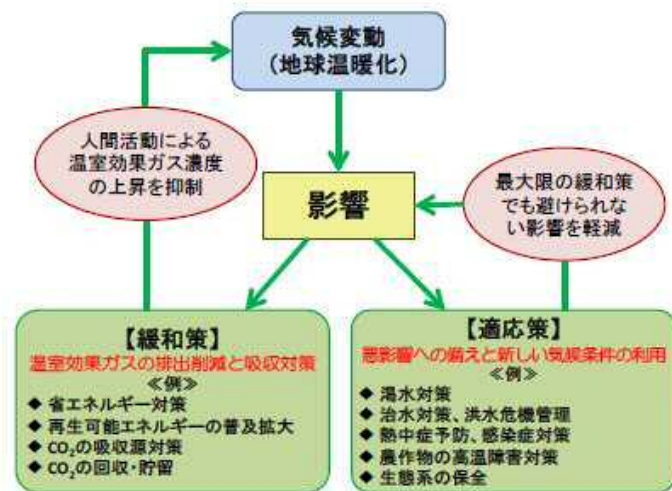 気候変動
（地球温暖化）
人間活動による
温室効果ガス濃度
の上昇を抑制
影響
最大限の緩和策
でも避けられな
い影響を軽減
【緩和策】
温室効果ガスの排出削減と吸収対策
≪例≫
◆ 省エネルギー対策
◆ 再生可能エネルギーの普及拡大
◆ CO₂の吸収源対策
◆ CO₂の回収・貯留
【適応策】
悪影響への備えと新しい気候条件の利用
≪例≫
◆ 渇水対策
◆ 治水対策、洪水危機管理
◆ 熱中症予防、感染症対策
◆ 農作物の高温障害対策
◆ 生態系の保全